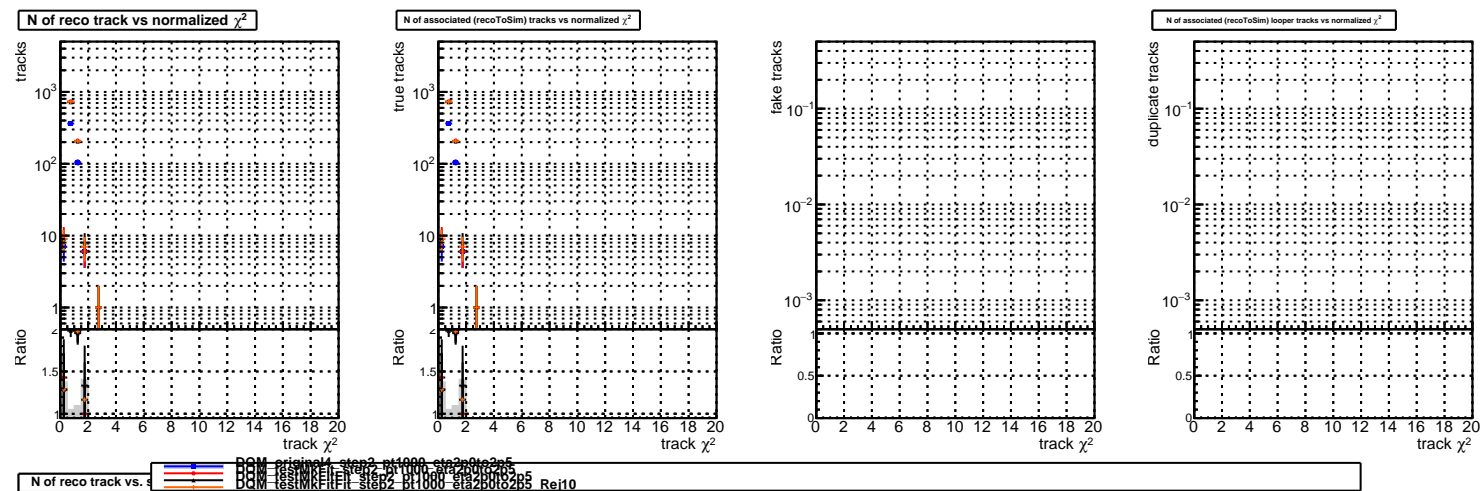 N of reco track vs normalized χ²
N of associated (recoToSim) tracks vs normalized χ²
N of associated (recoToSim) looper tracks vs normalized χ²
tracks
10³
10²
10
1
Ratio
2
1.5
1
0 2 4 6 8 10 12 14 16 18 20
track χ²
true tracks
10³
10²
10
1
Ratio
2
1.5
1
0 2 4 6 8 10 12 14 16 18 20
track χ²
fake tracks
10⁻¹
10⁻²
10⁻³
Ratio
1
0.5
0
0 2 4 6 8 10 12 14 16 18 20
track χ²
duplicate tracks
10⁻¹
10⁻²
10⁻³
Ratio
1
0.5
0
0 2 4 6 8 10 12 14 16 18 20
track χ²
N of reco track vs. s
DQM_original4_step2_pt1000_eta2p0to2p5
DQM_testMkFit_step2_pt1000_eta2p0to2p5
DQM_testMkFitFit_step2_pt1000_eta2p0to2p5
DQM_testMkFitFit_step2_pt1000_eta2p0to2p5_Rej10